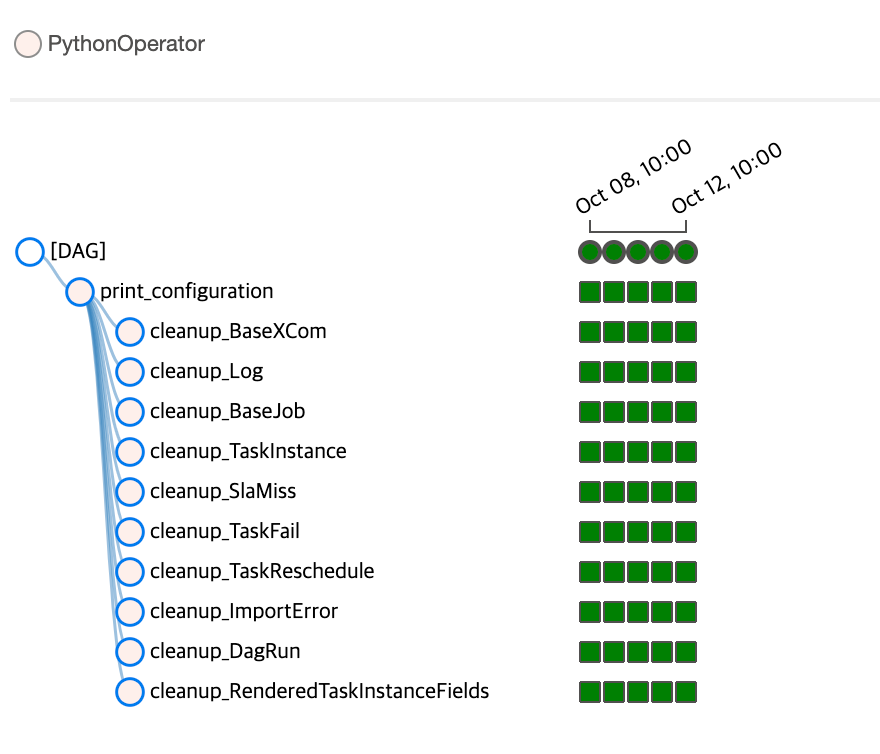 PythonOperator
Oct 08, 10:00
Oct 12, 10:00
[DAG]
print_configuration
cleanup_BaseXCom
cleanup_Log
cleanup_BaseJob
cleanup_TaskInstance
cleanup_SlaMiss
cleanup_TaskFail
cleanup_TaskReschedule
cleanup_ImportError
cleanup_DagRun
cleanup_RenderedTaskInstanceFields